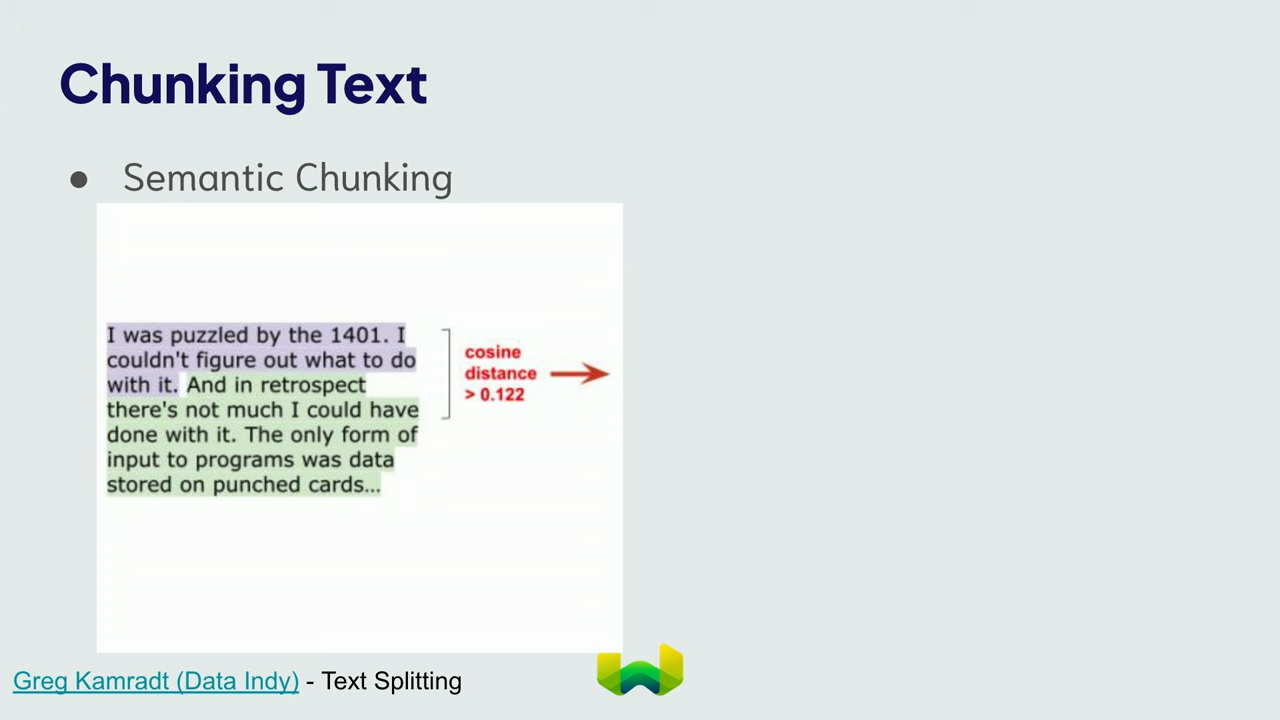 Chunking Text
● Semantic Chunking
I was puzzled by the 1401. I
couldn't figure out what to do
with it. And in retrospect
there's not much I could have
done with it. The only form of
input to programs was data
stored on punched cards...
cosine
distance
> 0.122
Greg Kamradt (Data Indy) - Text Splitting